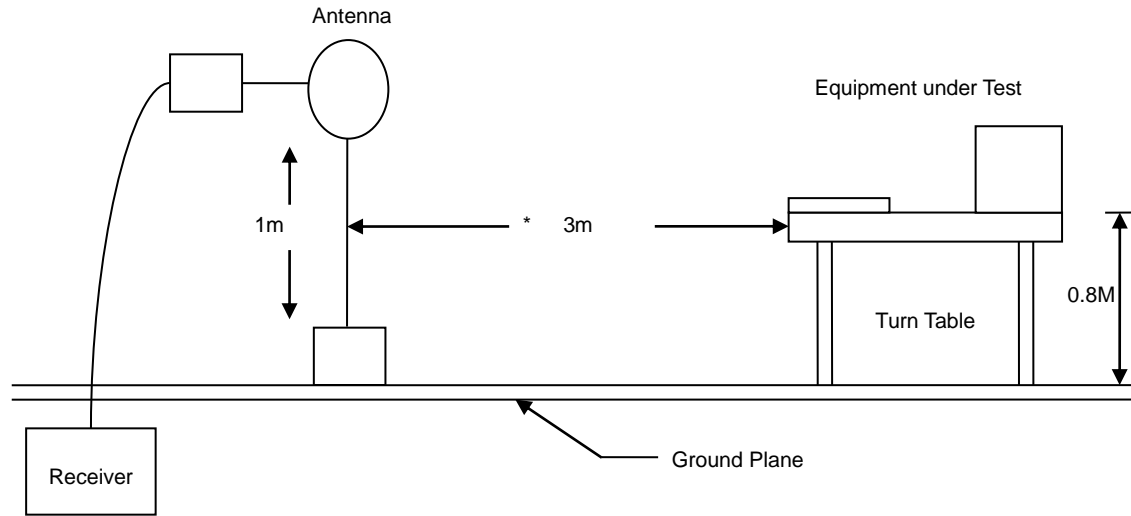 Antenna
Equipment under Test
1m
* 3m
0.8M
Turn Table
Ground Plane
Receiver